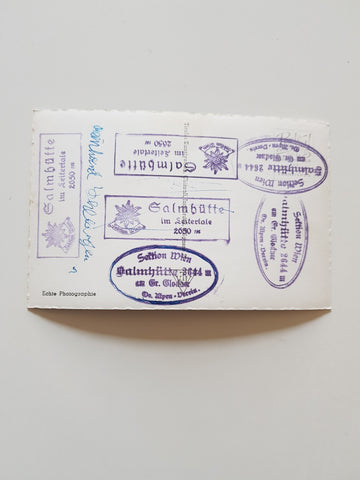 Salmhütte
im Leitertale
2650 m
Salmhütte
im Leitertale
2650 m
Salmhütte
im Leitertale
2650 m
Sektion Wien
Salmhütte 2644 m
am Gr. Glockner
Oe. Alpen-Verein.
Sektion Wien
Salmhütte 2644 m
am Gr. Glockner
Oe. Alpen-Verein.
Sektion Wien
Salmhütte 2644 m
am Gr. Glockner
Oe. Alpen-Verein.
Echte Photographie